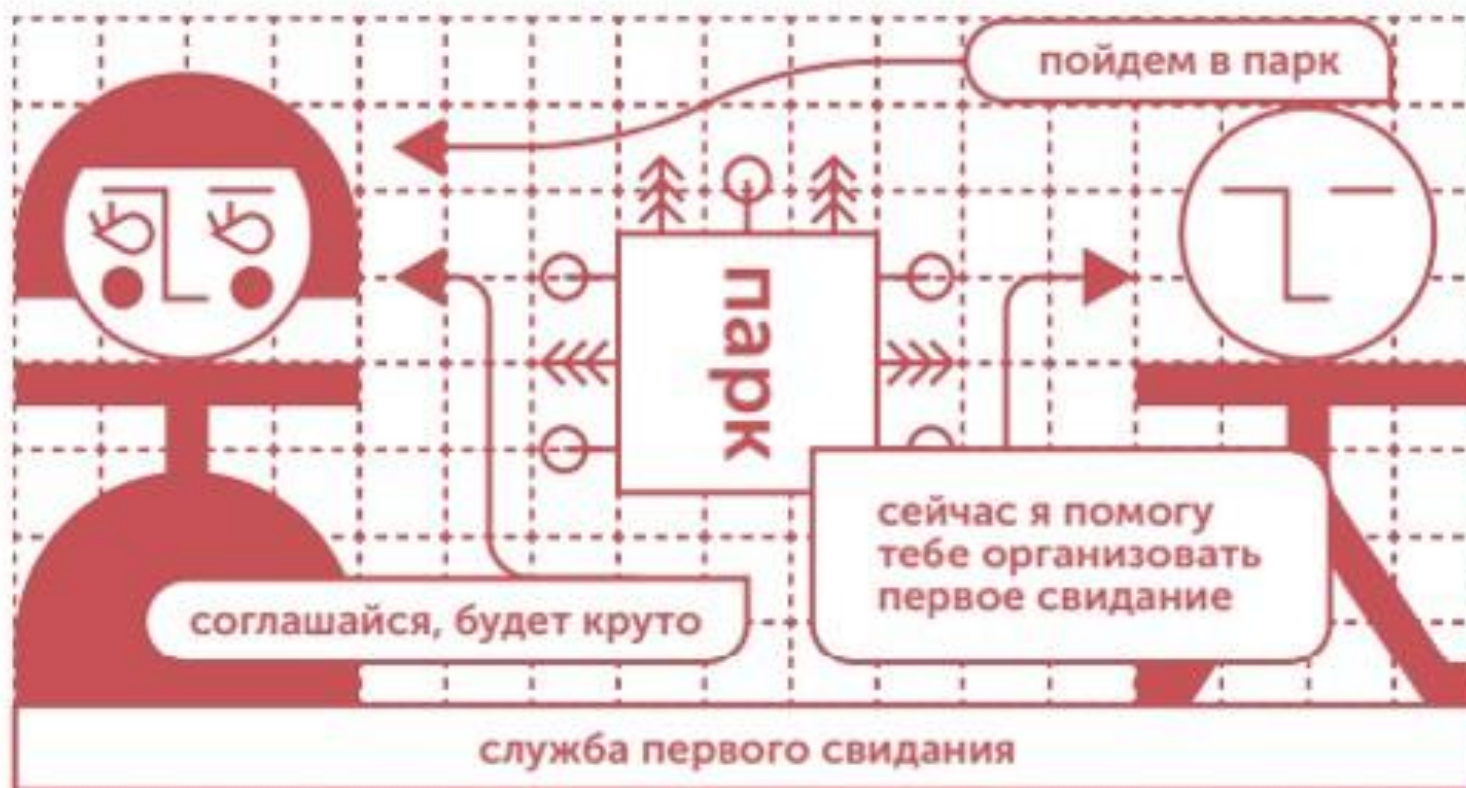 пойдем в парк
парк
сейчас я помогу
тебе организовать
первое свидание
соглашайся, будет круто
служба первого свидания